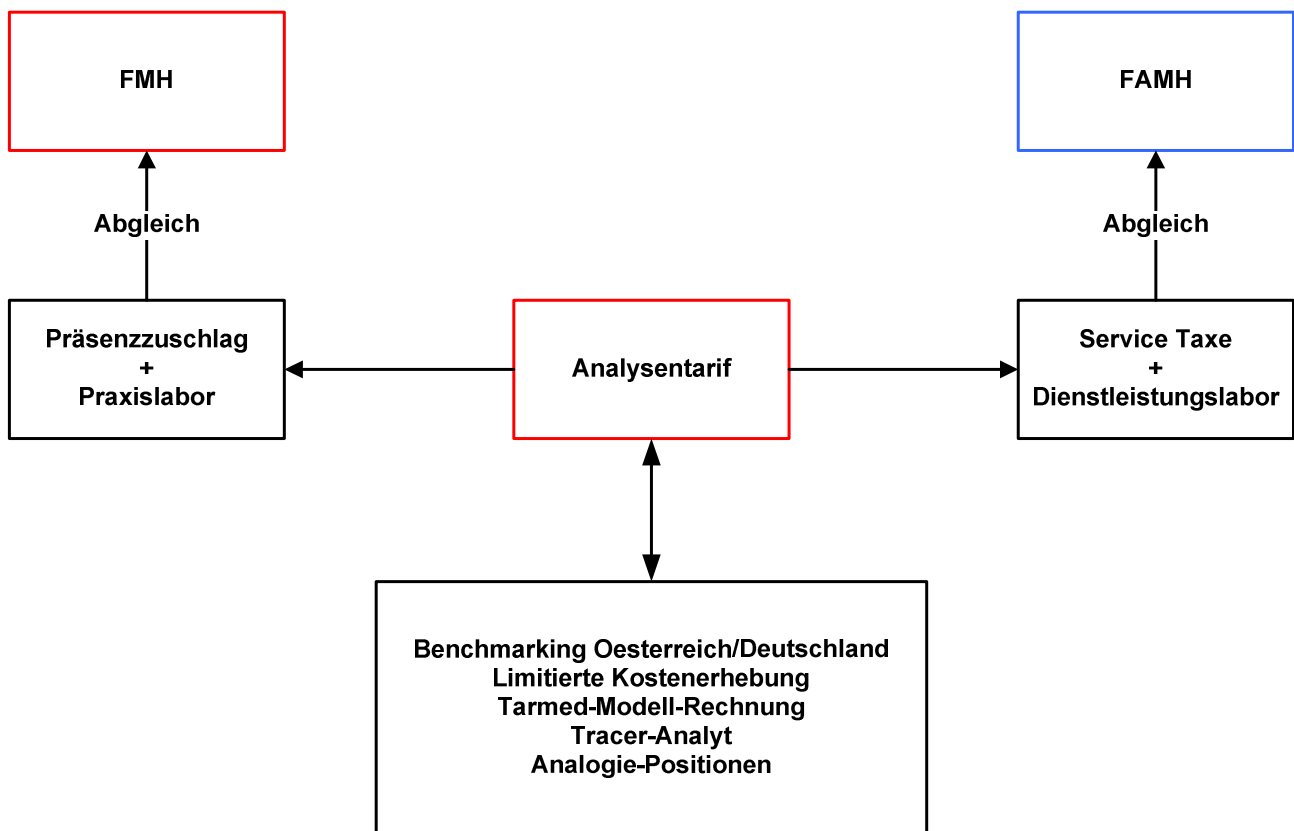 FMH
FAMH
Abgleich
Abgleich
Präsenzzuschlag
+
Praxislabor
Analysentarif
Service Taxe
+
Dienstleistungslabor
Benchmarking Oesterreich/Deutschland
Limitierte Kostenerhebung
Tarmed-Modell-Rechnung
Tracer-Analyt
Analogie-Positionen